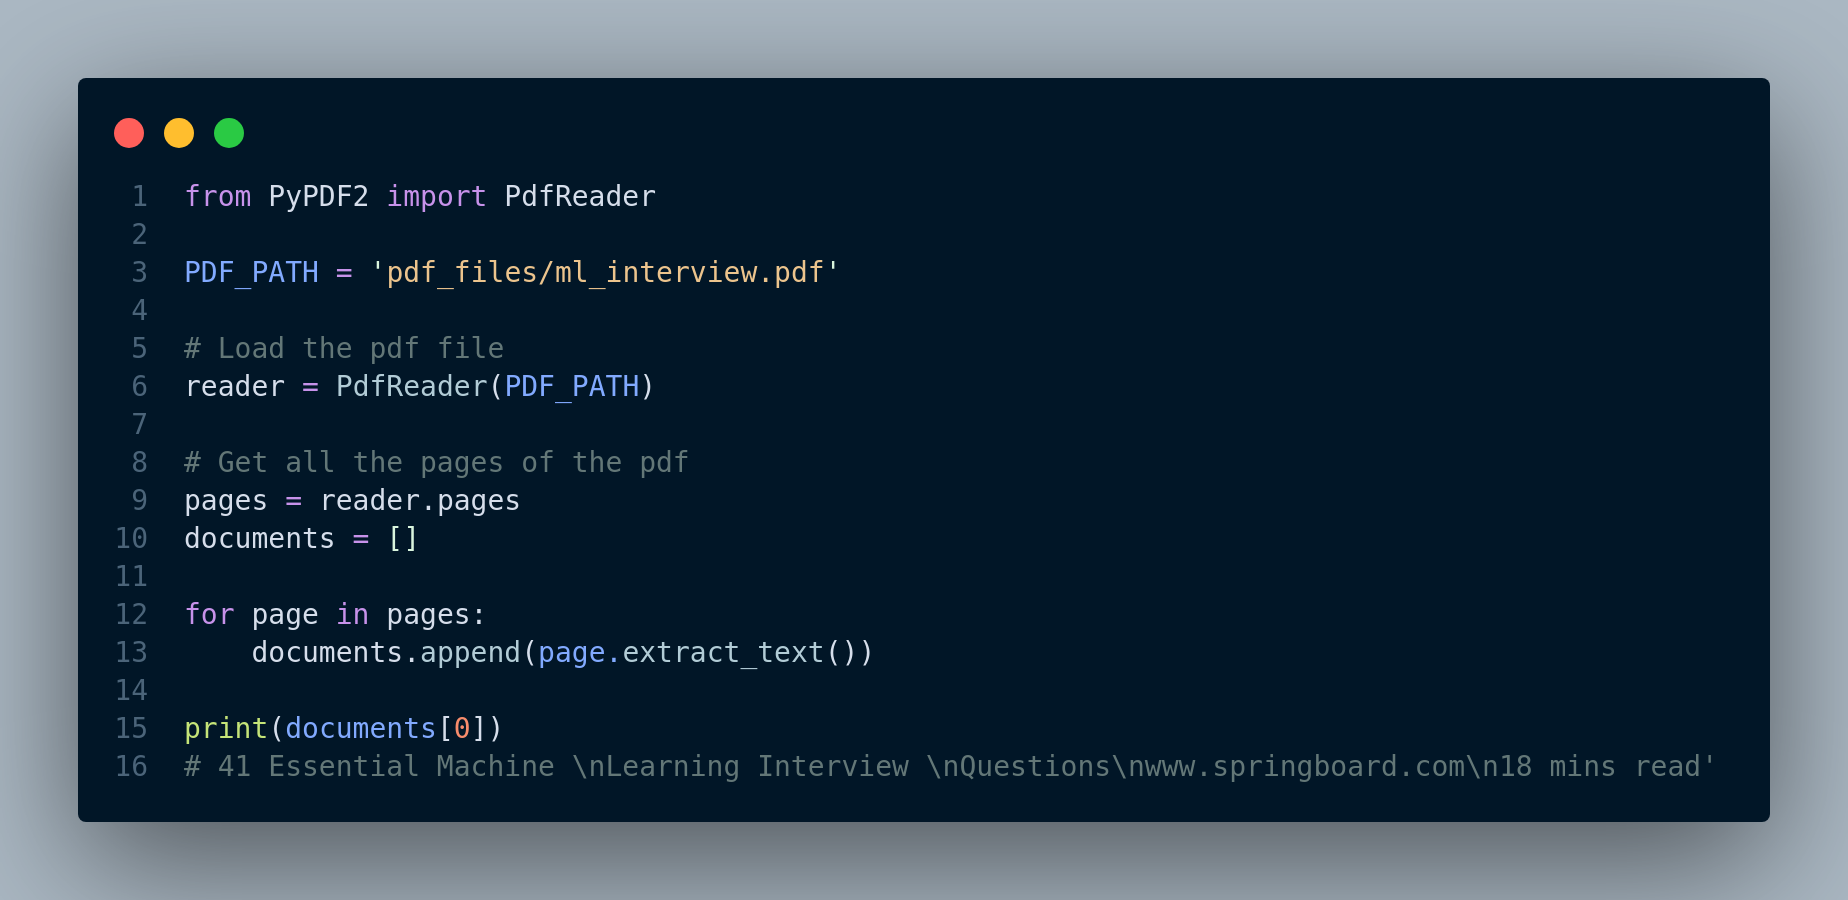 1 from PyPDF2 import PdfReader
2
3 PDF_PATH = 'pdf_files/ml_interview.pdf'
4
5 # Load the pdf file
6 reader = PdfReader(PDF_PATH)
7
8 # Get all the pages of the pdf
9 pages = reader.pages
10 documents = []
11
12 for page in pages:
13     documents.append(page.extract_text())
14
15 print(documents[0])
16 # 41 Essential Machine \nLearning Interview \nQuestions\nwww.springboard.com\n18 mins read'